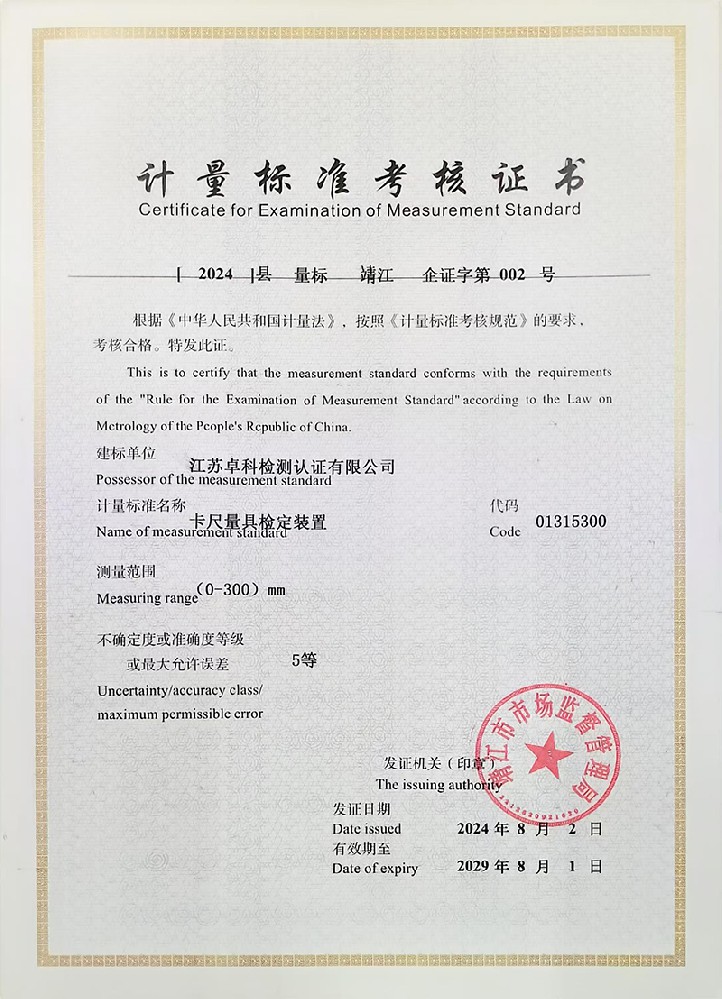 计量标准考核证书
Certificate for Examination of Measurement Standard
[ 2024 ]县 量标 靖江 企证字第 002 号
根据《中华人民共和国计量法》,按照《计量标准考核规范》的要求,
考核合格。特发此证。
This is to certify that the measurement standard conforms with the requirements
of the "Rule for the Examination of Measurement Standard" according to the Law on
Metrology of the People's Republic of China.
建标单位
江苏卓科检测认证有限公司
Possessor of the measurement standard
计量标准名称
卡尺量具检定装置
Name of measurement standard
代码
Code 01315300
测量范围
(0-300) mm
Measuring range
不确定度或准确度等级
或最大允许误差 5等
Uncertainty/accuracy class/
maximum permissible error
靖江市市场监督管理局
发证机关(印章)
The issuing authority
发证日期
Date issued 2024 年 8 月 2 日
有效期至
Date of expiry 2029 年 8 月 1 日